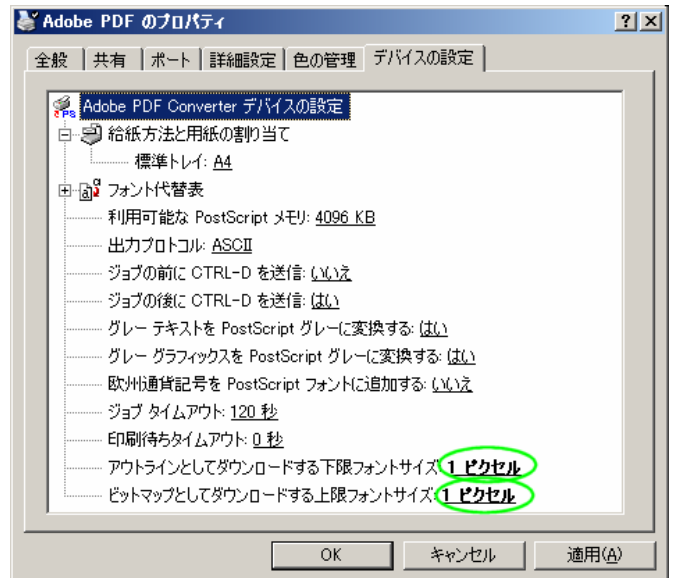 Adobe PDF のプロパティ
全般 共有 ポート 詳細設定 色の管理 デバイスの設定
Adobe PDF Converter デバイスの設定
給紙方法と用紙の割り当て
標準トレイ: A4
フォント代替表
利用可能な PostScript メモリ: 4096 KB
出力プロトコル: ASCII
ジョブの前に CTRL-D を送信: いいえ
ジョブの後に CTRL-D を送信: はい
グレー テキストを PostScript グレーに変換する: はい
グレー グラフィックスを PostScript グレーに変換する: はい
欧州通貨記号を PostScript フォントに追加する: いいえ
ジョブ タイムアウト: 120 秒
印刷待ちタイムアウト: 0 秒
アウトラインとしてダウンロードする下限フォントサイズ: 1 ピクセル
ビットマップとしてダウンロードする上限フォントサイズ: 1 ピクセル
OK キャンセル 適用(A)